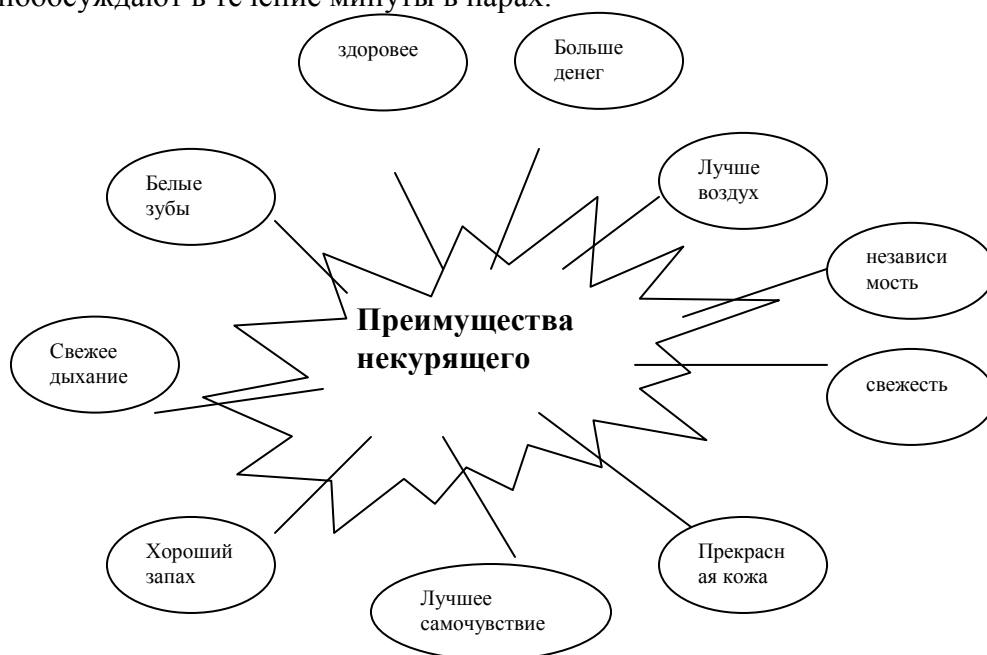 в течение минуты в парах.
здоровее
Больше
денег
Белые
зубы
Лучше
воздух
независи
мость
Преимущества
некурящего
Свежее
дыхание
свежесть
Хороший
запах
Прекрасн
ая кожа
Лучшее
самочувствие